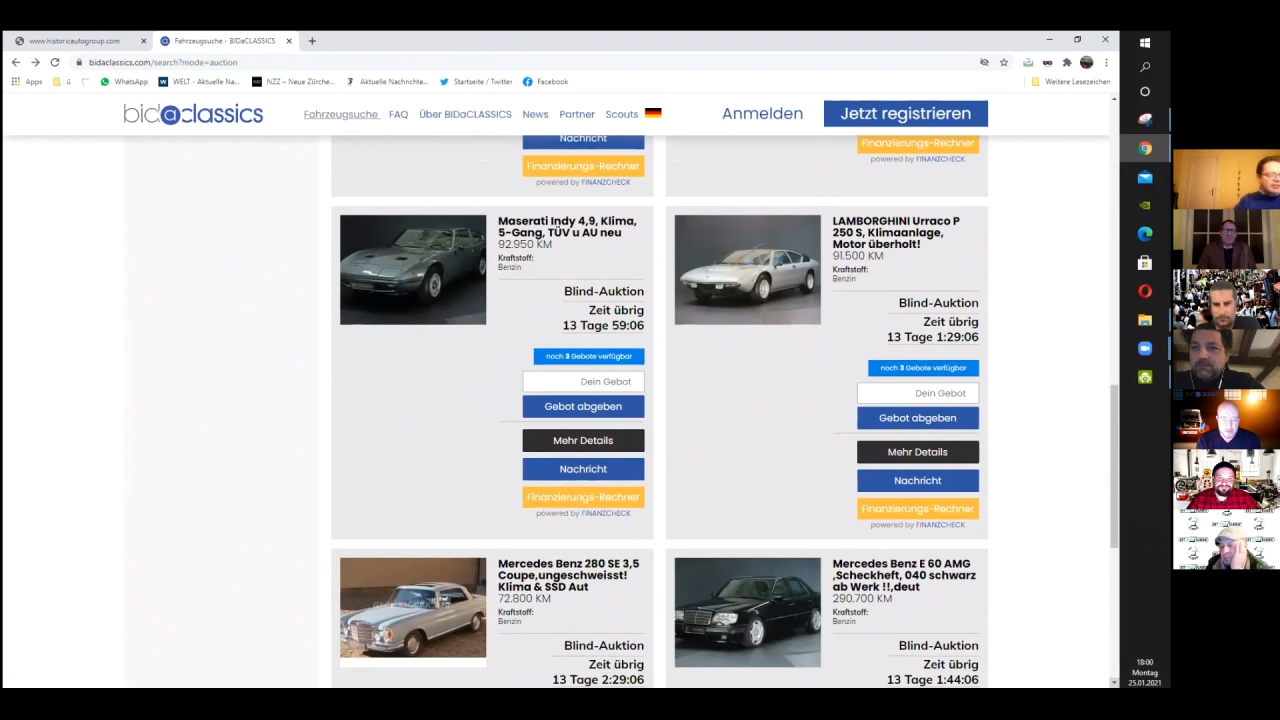 www.historicautogroup.com
Fahrzeugsuche - BIDaCLASSICS
bidaclassics.com/search?mode=auction
Apps
ü
WhatsApp
WELT - Aktuelle Na...
NZZ – Neue Zürche...
Aktuelle Nachrichte...
Startseite / Twitter
Facebook
Weitere Lesezeichen
bidaclassics
Fahrzeugsuche
FAQ
Über BIDaCLASSICS
News
Partner
Scouts
Anmelden
Jetzt registrieren
Nachricht
Finanzierungs-Rechner
powered by FINANZCHECK
Finanzierungs-Rechner
powered by FINANZCHECK
Maserati Indy 4,9, Klima,
5-Gang, TÜV u AU neu
92.950 KM
Kraftstoff:
Benzin
Blind-Auktion
Zeit übrig
13 Tage 59:06
noch 3 Gebote verfügbar
Dein Gebot
Gebot abgeben
Mehr Details
Nachricht
Finanzierungs-Rechner
powered by FINANZCHECK
LAMBORGHINI Urraco P
250 S, Klimaanlage,
Motor überholt!
91.500 KM
Kraftstoff:
Benzin
Blind-Auktion
Zeit übrig
13 Tage 1:29:06
noch 3 Gebote verfügbar
Dein Gebot
Gebot abgeben
Mehr Details
Nachricht
Finanzierungs-Rechner
powered by FINANZCHECK
Mercedes Benz 280 SE 3,5
Coupe,ungeschweisst!
Klima & SSD Aut
72.800 KM
Kraftstoff:
Benzin
Blind-Auktion
Zeit übrig
13 Tage 2:29:06
Mercedes Benz E 60 AMG
,Scheckheft, 040 schwarz
ab Werk !!,deut
290.700 KM
Kraftstoff:
Benzin
Blind-Auktion
Zeit übrig
13 Tage 1:44:06
18:00
Montag
25.01.2021